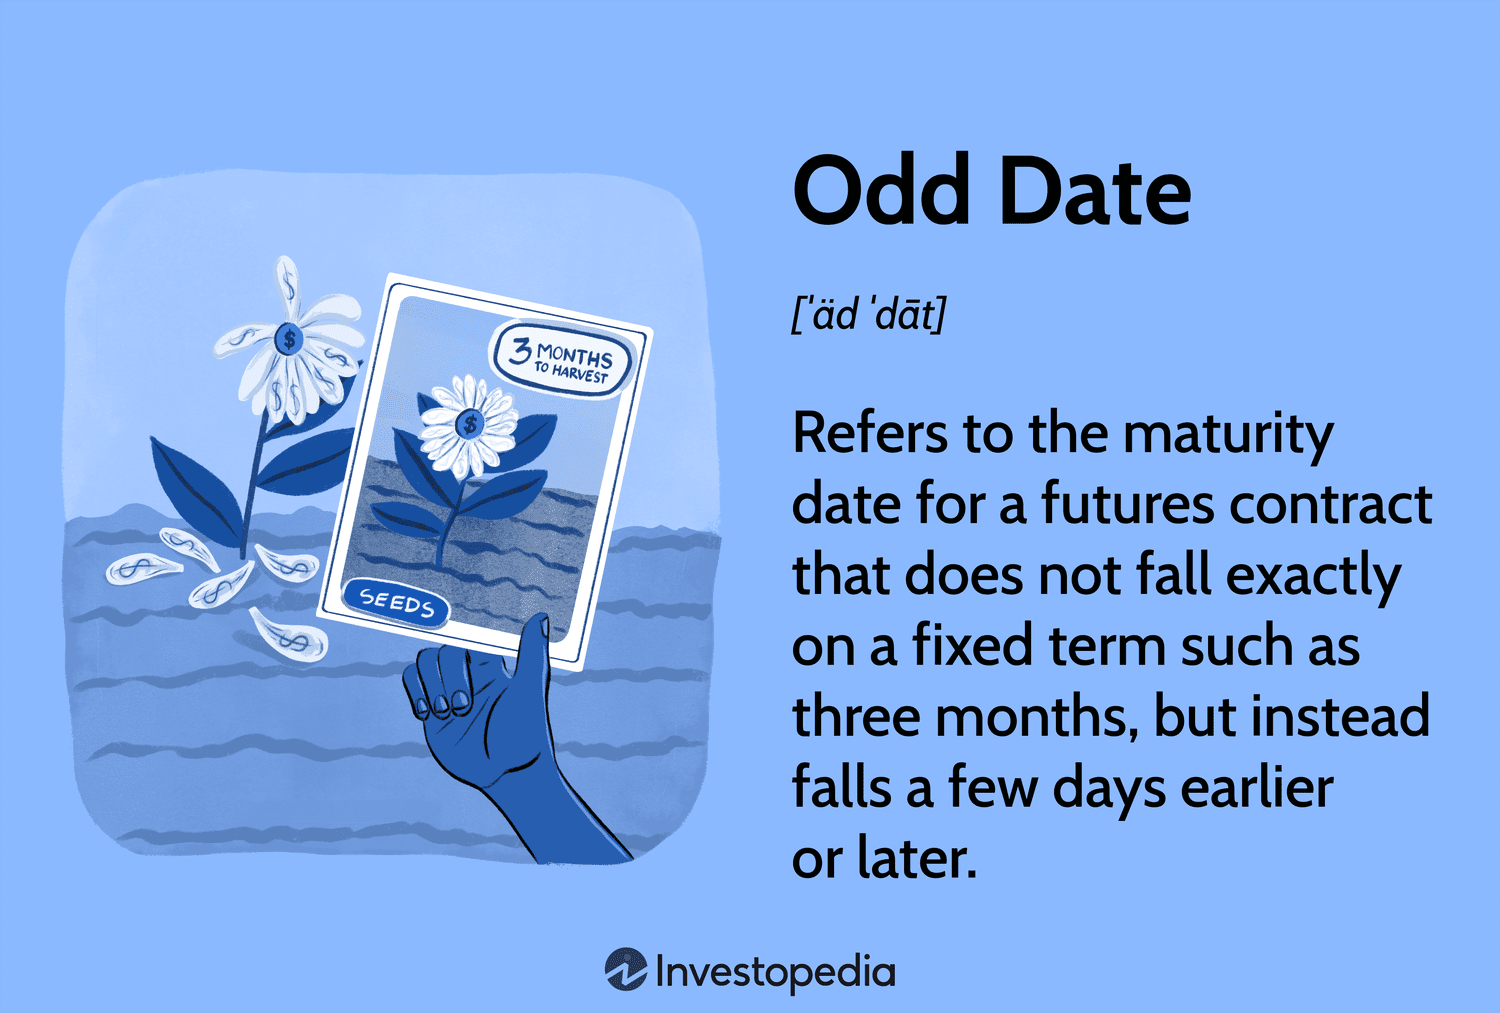 Odd Date
[ˈäd ˈdāt]
Refers to the maturity
date for a futures contract
that does not fall exactly
on a fixed term such as
three months, but instead
falls a few days earlier
or later.
$
$
$
$
$
$
$
$
$
$
$
$
3 MONTHS
TO HARVEST
$
SEEDS
Investopedia